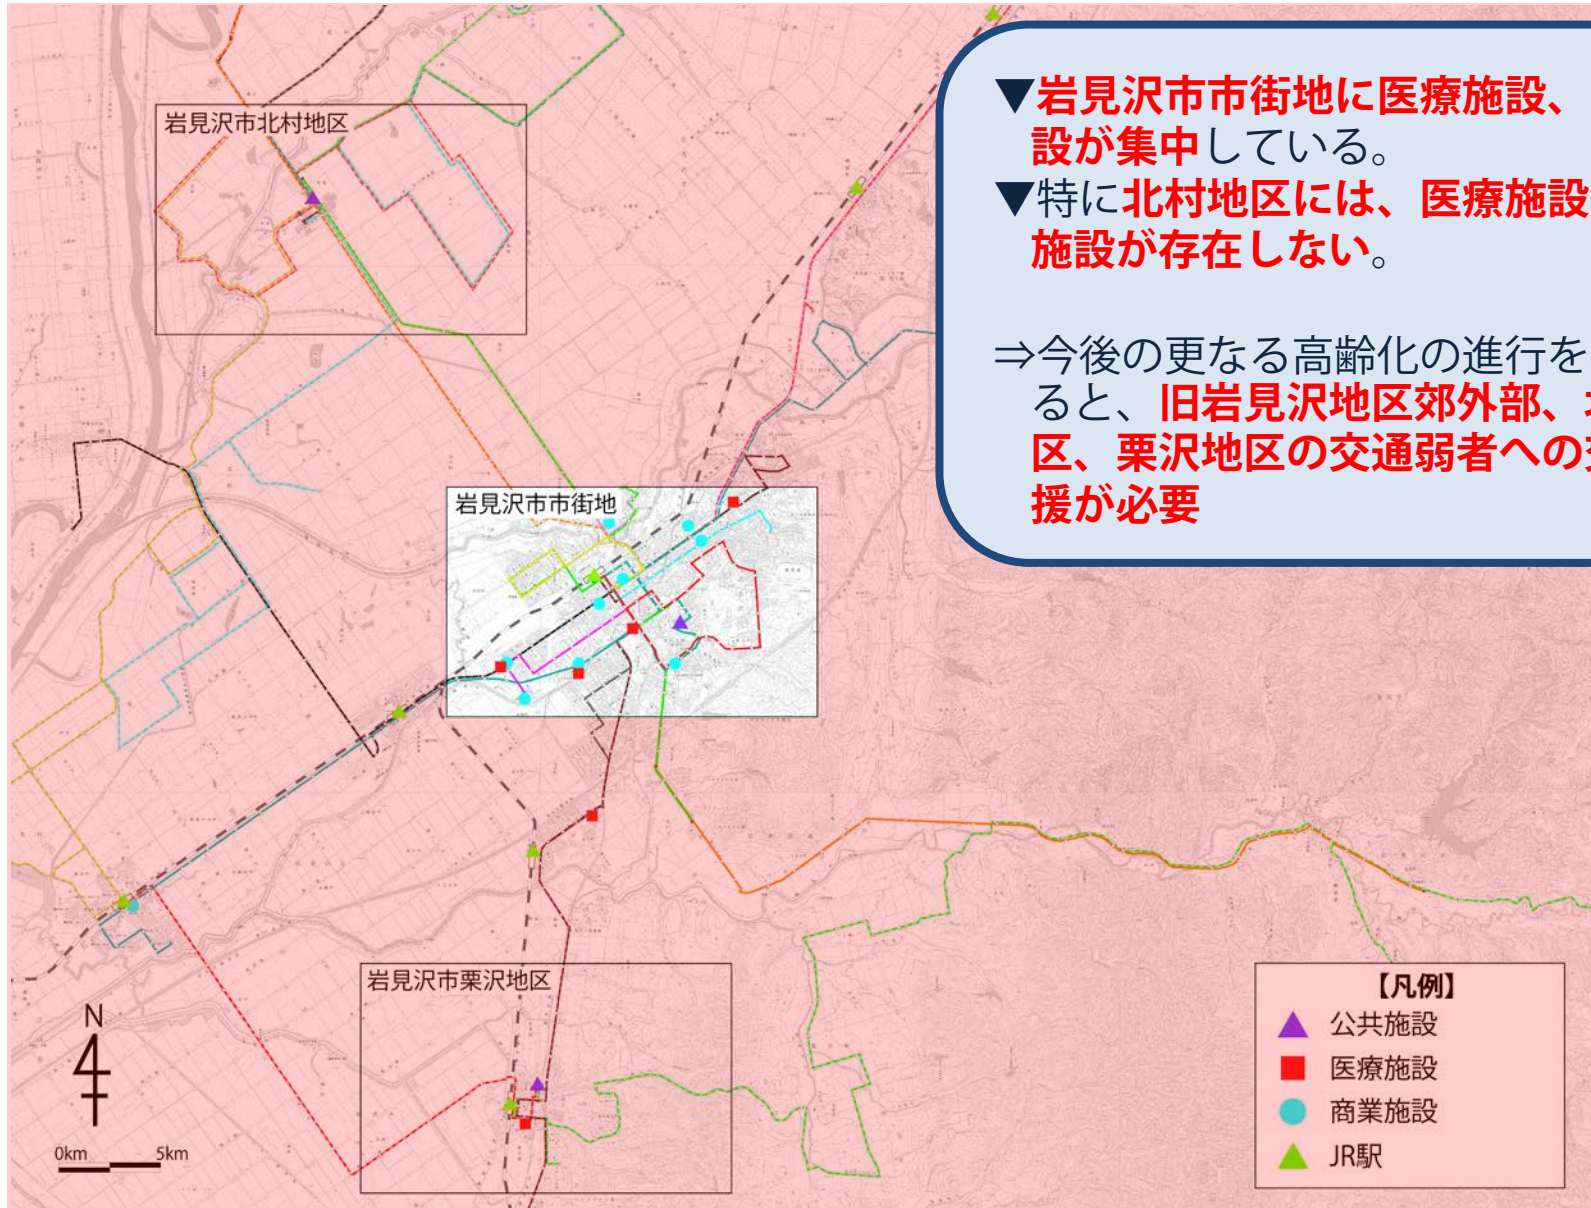 岩見沢市北村地区
▼岩見沢市市街地に医療施設、
設が集中している。
▼特に北村地区には、医療施設
施設が存在しない。
⇒今後の更なる高齢化の進行を
ると、旧岩見沢地区郊外部、
区、栗沢地区の交通弱者への
援が必要
岩見沢市市街地
岩見沢市栗沢地区
N
0km 5km
【凡例】
公共施設
医療施設
商業施設
JR駅